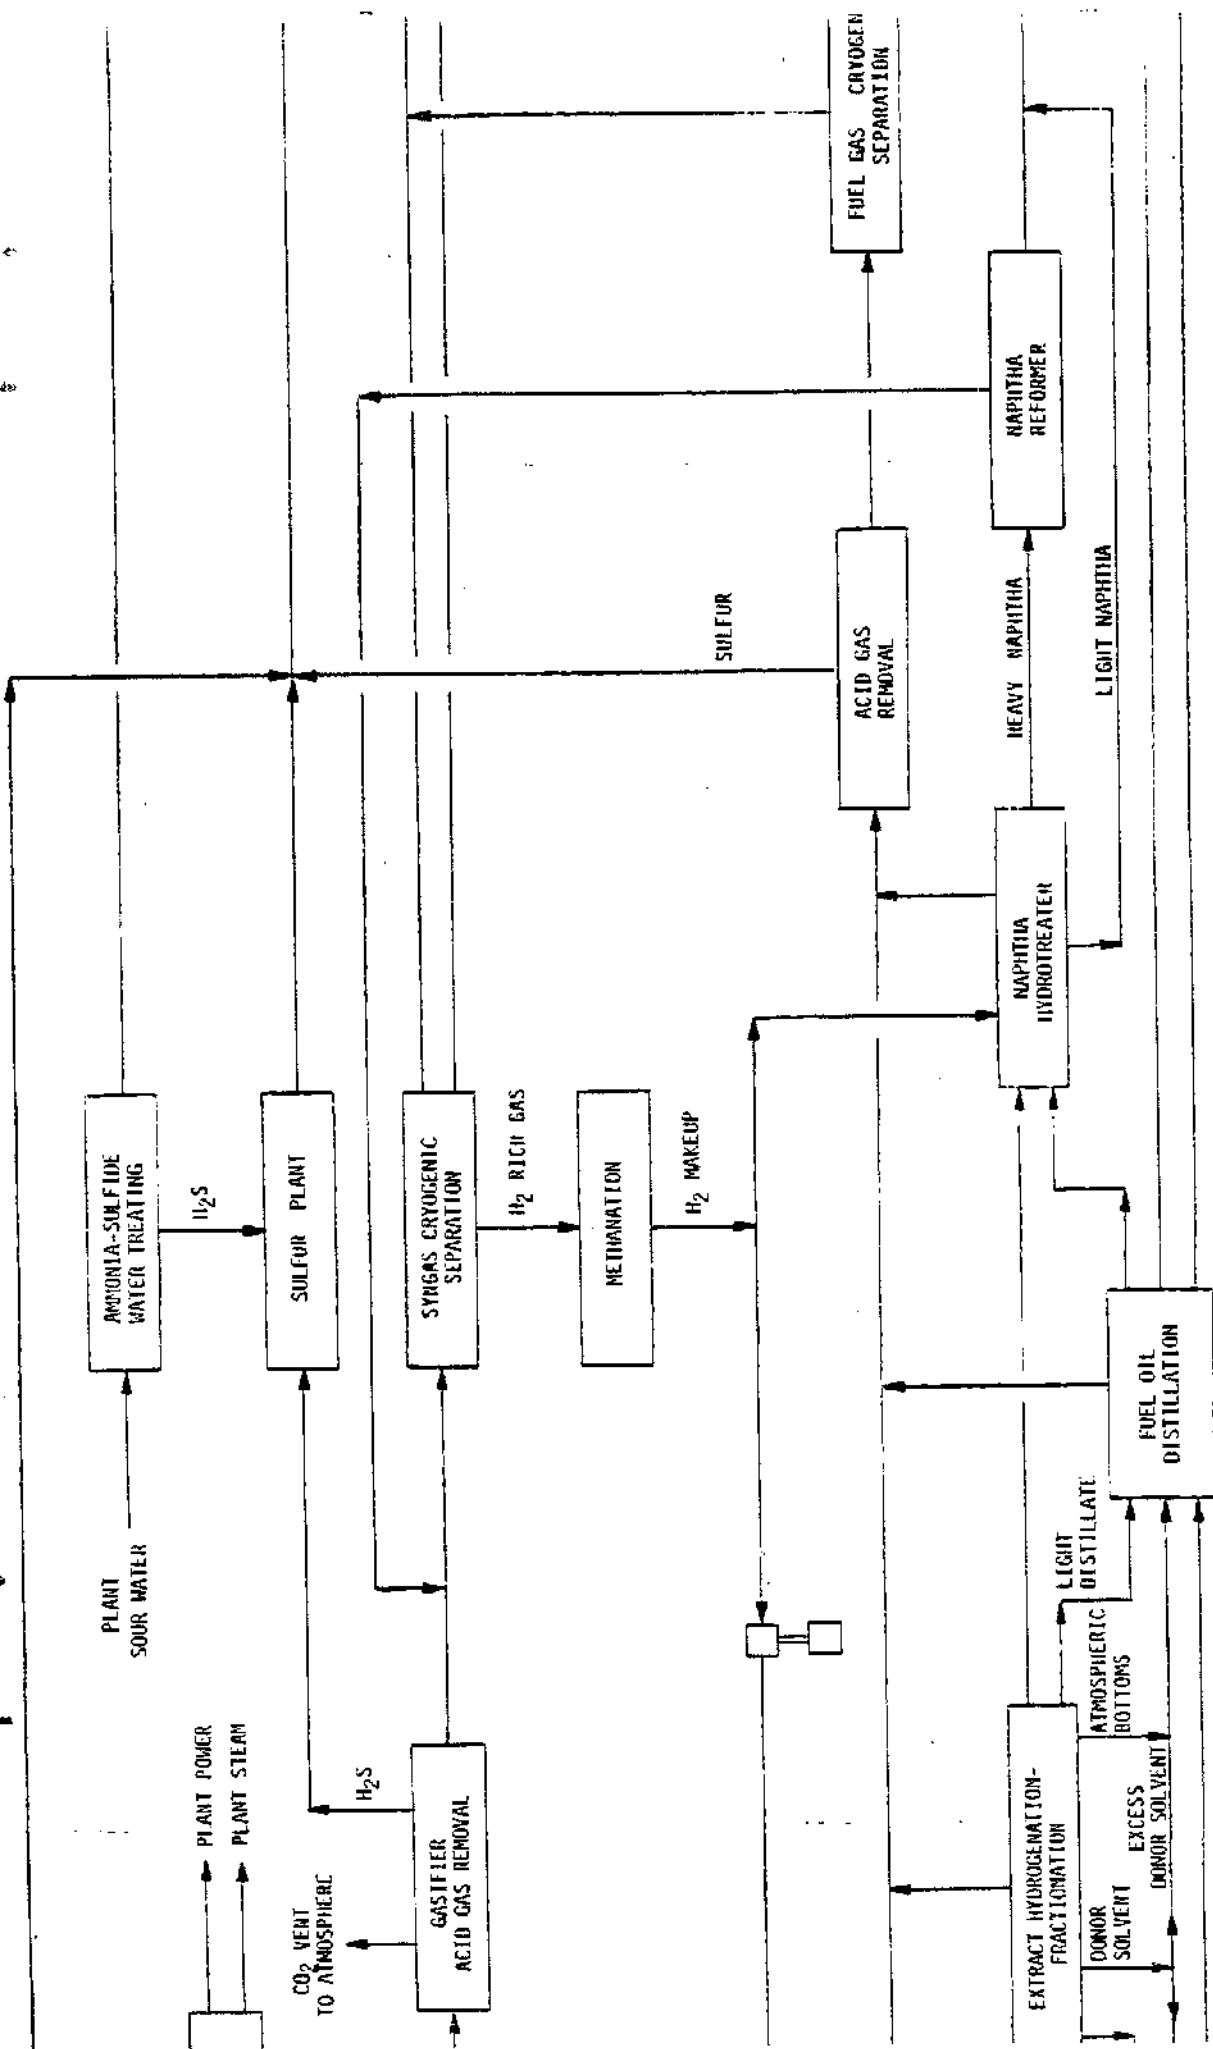 PLANT POWER
PLANT STEAM
PLANT
SOUR WATER
AMMONIA-SULFIDE
WATER TREATING
H2S
SULFUR PLANT
CO2 VENT
TO ATMOSPHERE
H2S
GASIFIER
ACID GAS REMOVAL
SYNGAS CRYOGENIC
SEPARATION
H2 RICH GAS
METHANATION
H2 MAKEUP
SULFUR
ACID GAS
REMOVAL
FUEL GAS CRYOGEN
SEPARATION
EXTRACT HYDROGENATION-
FRACTIONATION
NAPHTHA
HYDROTREATER
HEAVY NAPHTHA
NAPHTHA
REFORMER
LIGHT NAPHTHA
LIGHT
DISTILLATE
ATMOSPHERIC
BOTTOMS
DONOR
SOLVENT
EXCESS
DONOR SOLVENT
FUEL OIL
DISTILLATION